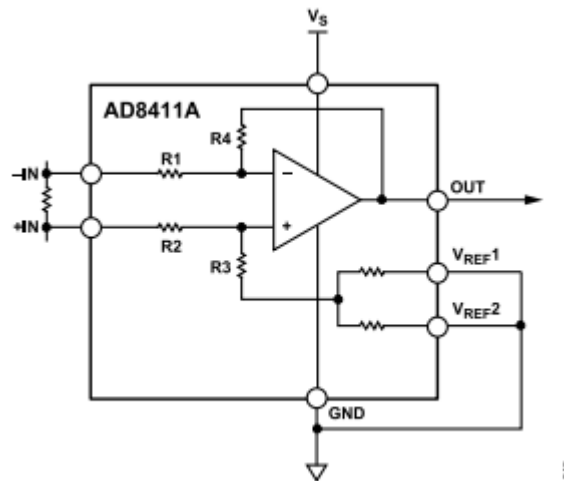 VS
AD8411A
R4
–IN
R1
–
OUT
+IN
R2
+
R3
VREF1
VREF2
GND